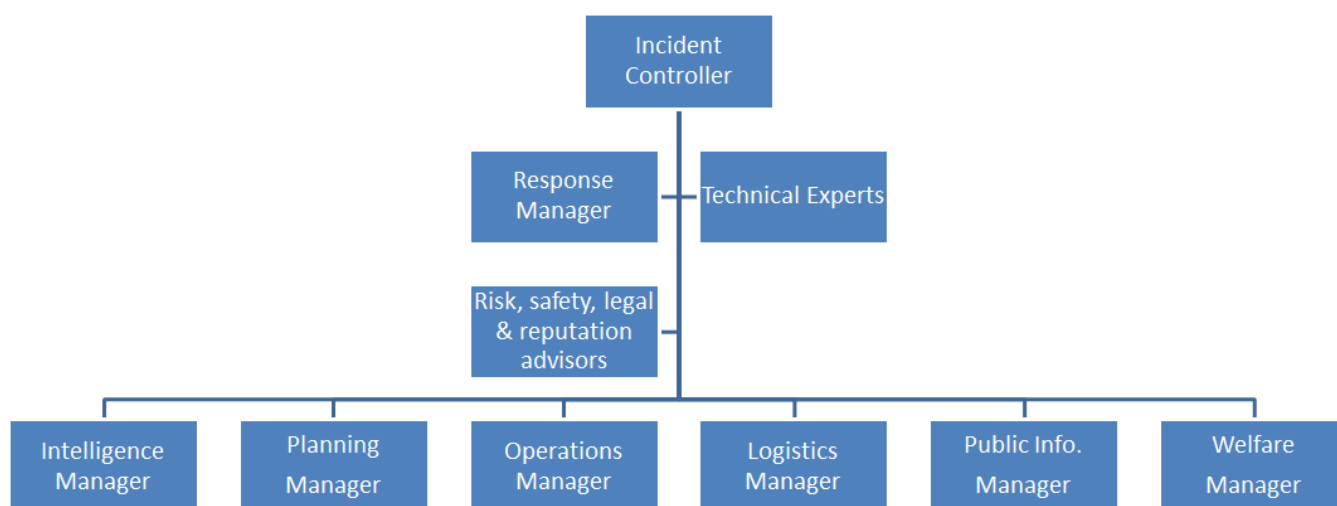 Incident
Controller
Response
Manager
Technical Experts
Risk, safety, legal
& reputation
advisors
Intelligence
Manager
Planning
Manager
Operations
Manager
Logistics
Manager
Public Info.
Manager
Welfare
Manager